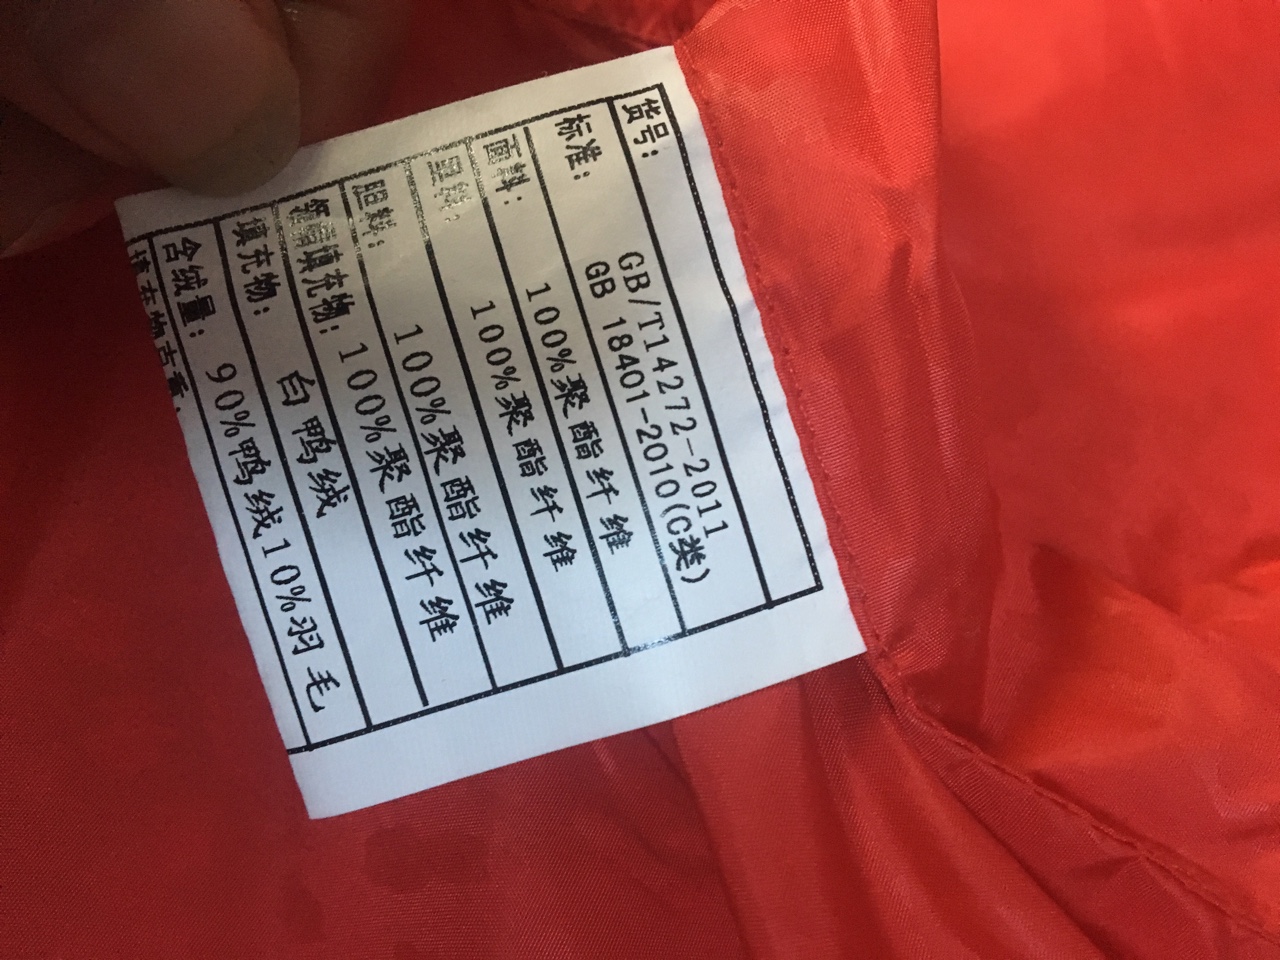 货号:
标准: GB/T14272-2011
GB 18401-2010(C类)
面料: 100%聚酯纤维
里料: 100%聚酯纤维
胆料: 100%聚酯纤维
领唇填充物: 100%聚酯纤维
填充物: 白鸭绒
含绒量: 90%鸭绒10%羽毛